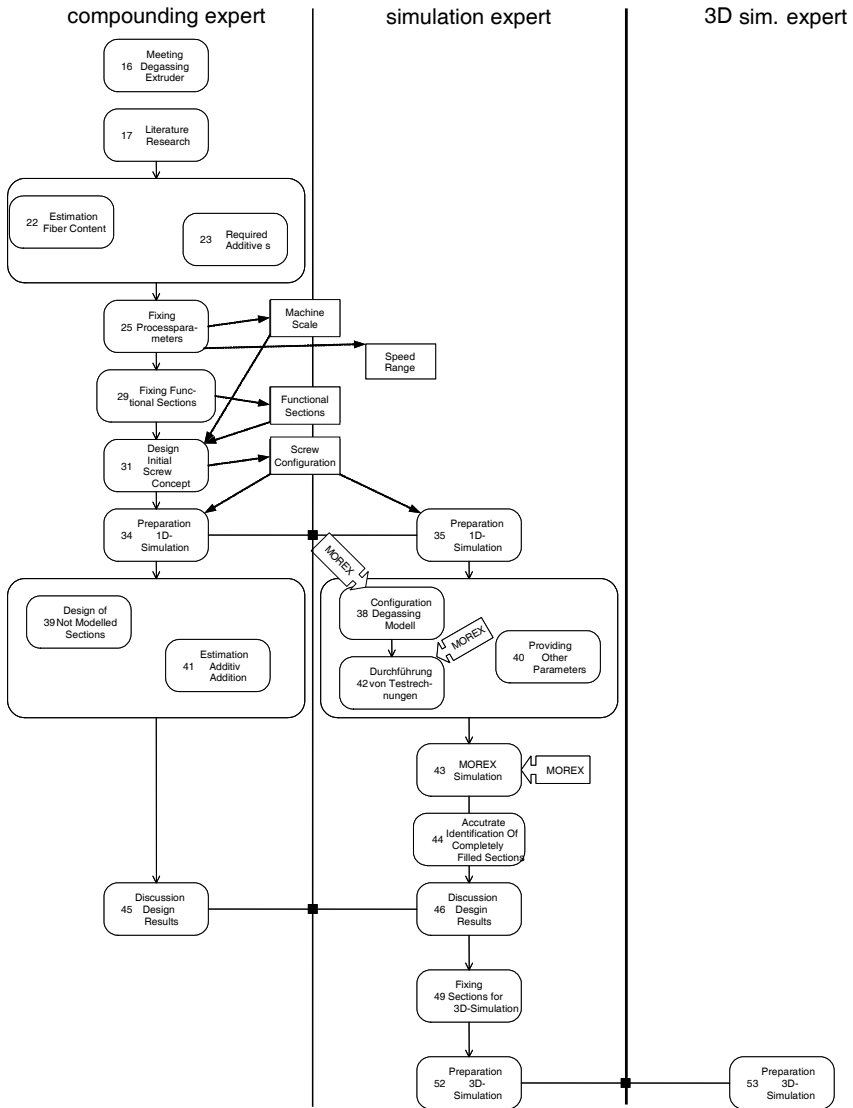 compounding expert
simulation expert
3D sim. expert
16
Meeting
Degassing
Extruder
17
Literature
Research
22
Estimation
Fiber Content
23
Required
Additive s
25
Fixing
Processpara-
meters
Machine
Scale
Speed
Range
29
Fixing Func-
tional Sections
Functional
Sections
31
Design
Initial
Screw
Concept
Screw
Configuration
34
Preparation
1D-
Simulation
35
Preparation
1D-
Simulation
MOREX
38
Configuration
Degassing
Modell
MOREX
39
Design of
Not Modelled
Sections
41
Estimation
Additiv
Addition
42
Durchführung
von Testrech-
nungen
40
Providing
Other
Parameters
43
MOREX
Simulation
MOREX
44
Accutrate
Identification Of
Completely
Filled Sections
45
Discussion
Design
Results
46
Discussion
Desgin
Results
49
Fixing
Sections for
3D-Simulation
52
Preparation
3D-
Simulation
53
Preparation
3D-
Simulation